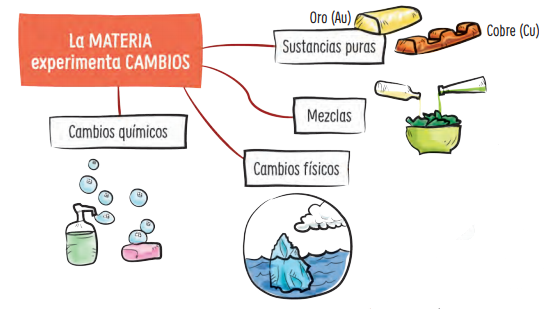 La MATERIA
experimenta CAMBIOS
Oro (Au)
Cobre (Cu)
Sustancias puras
Mezclas
Cambios químicos
Cambios físicos